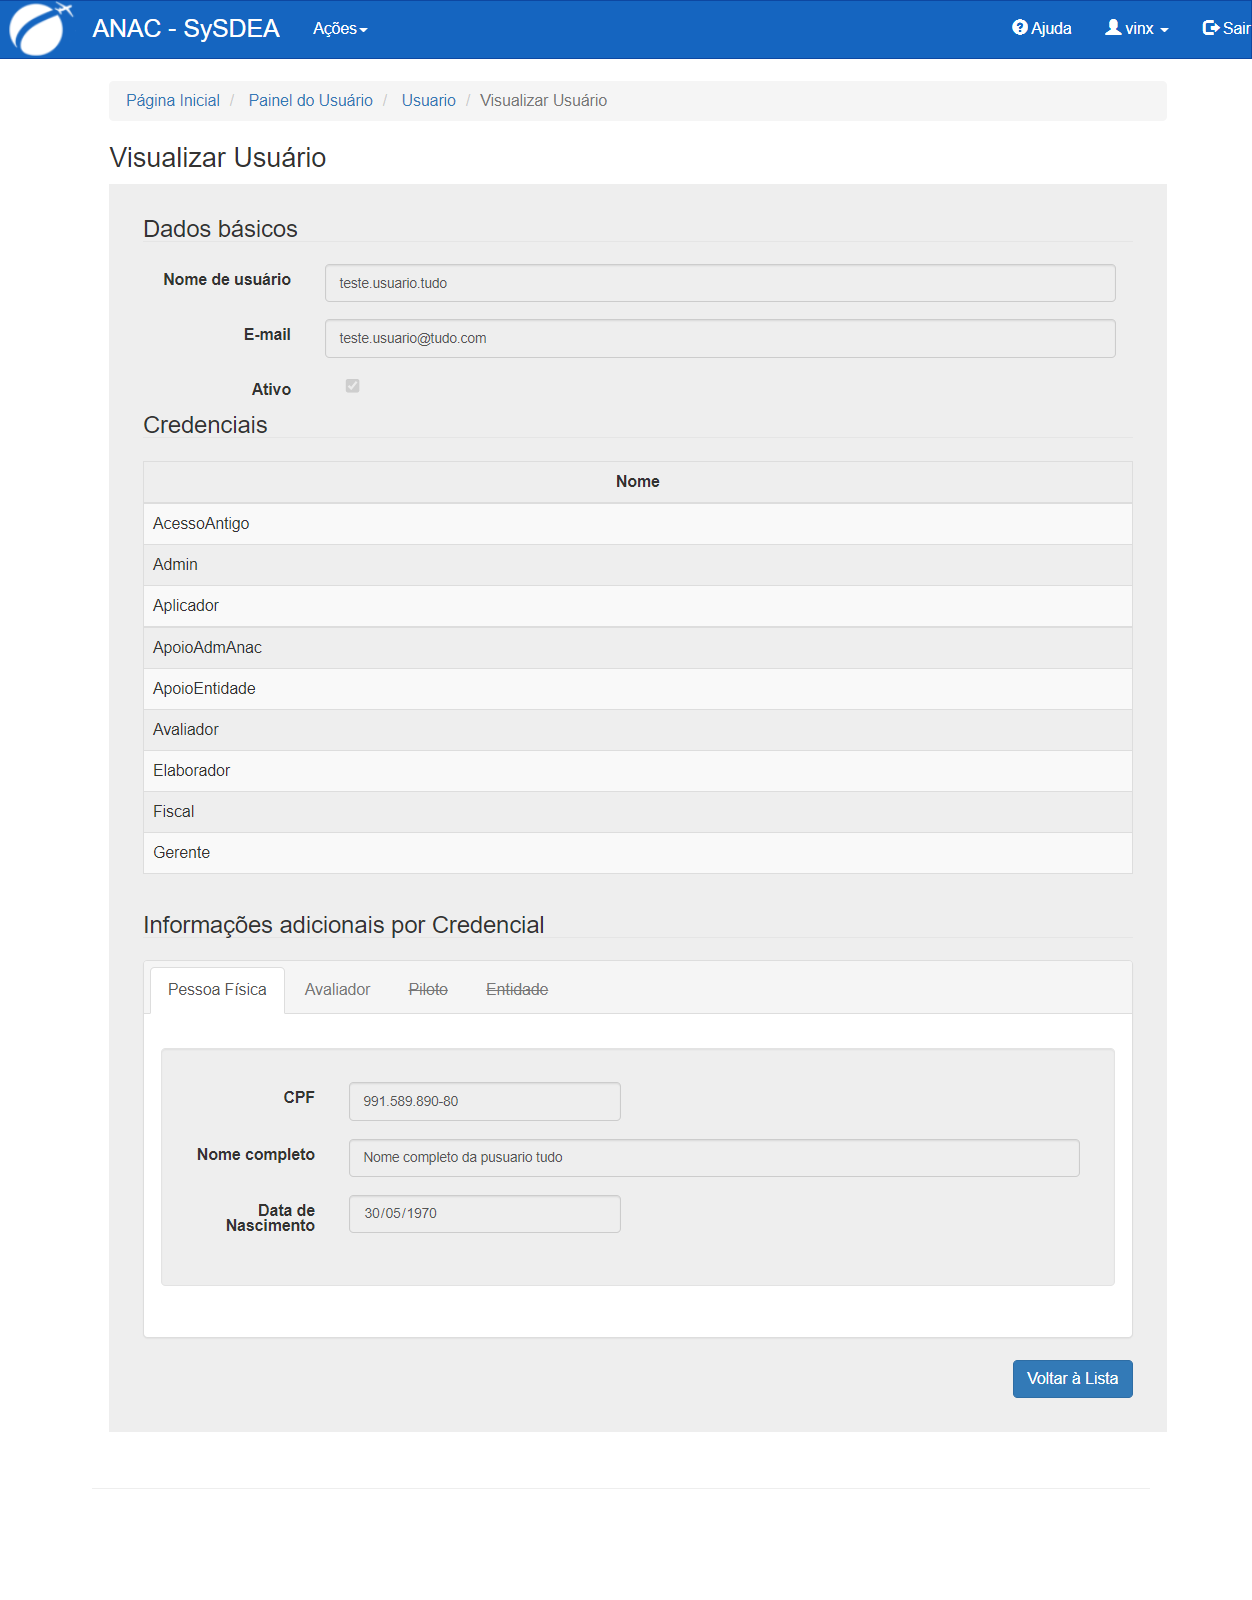 ANAC - SySDEA Ações Ajuda vinx Sair
Página Inicial / Painel do Usuário / Usuario / Visualizar Usuário
Visualizar Usuário
Dados básicos
Nome de usuário teste.usuario.tudo
E-mail teste.usuario@tudo.com
Ativo
Credenciais
Nome
AcessoAntigo
Admin
Aplicador
ApoioAdmAnac
ApoioEntidade
Avaliador
Elaborador
Fiscal
Gerente
Informações adicionais por Credencial
Pessoa Física Avaliador Piloto Entidade
CPF 991.589.890-80
Nome completo Nome completo da pusuario tudo
Data de
Nascimento 30/05/1970
Voltar à Lista